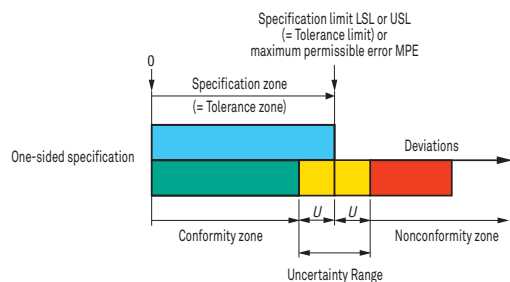 Specification limit LSL or USL
(= Tolerance limit) or
maximum permissible error MPE
0
Specification zone
(= Tolerance zone)
Deviations
One-sided specification
U U
Conformity zone
Nonconformity zone
Uncertainty Range